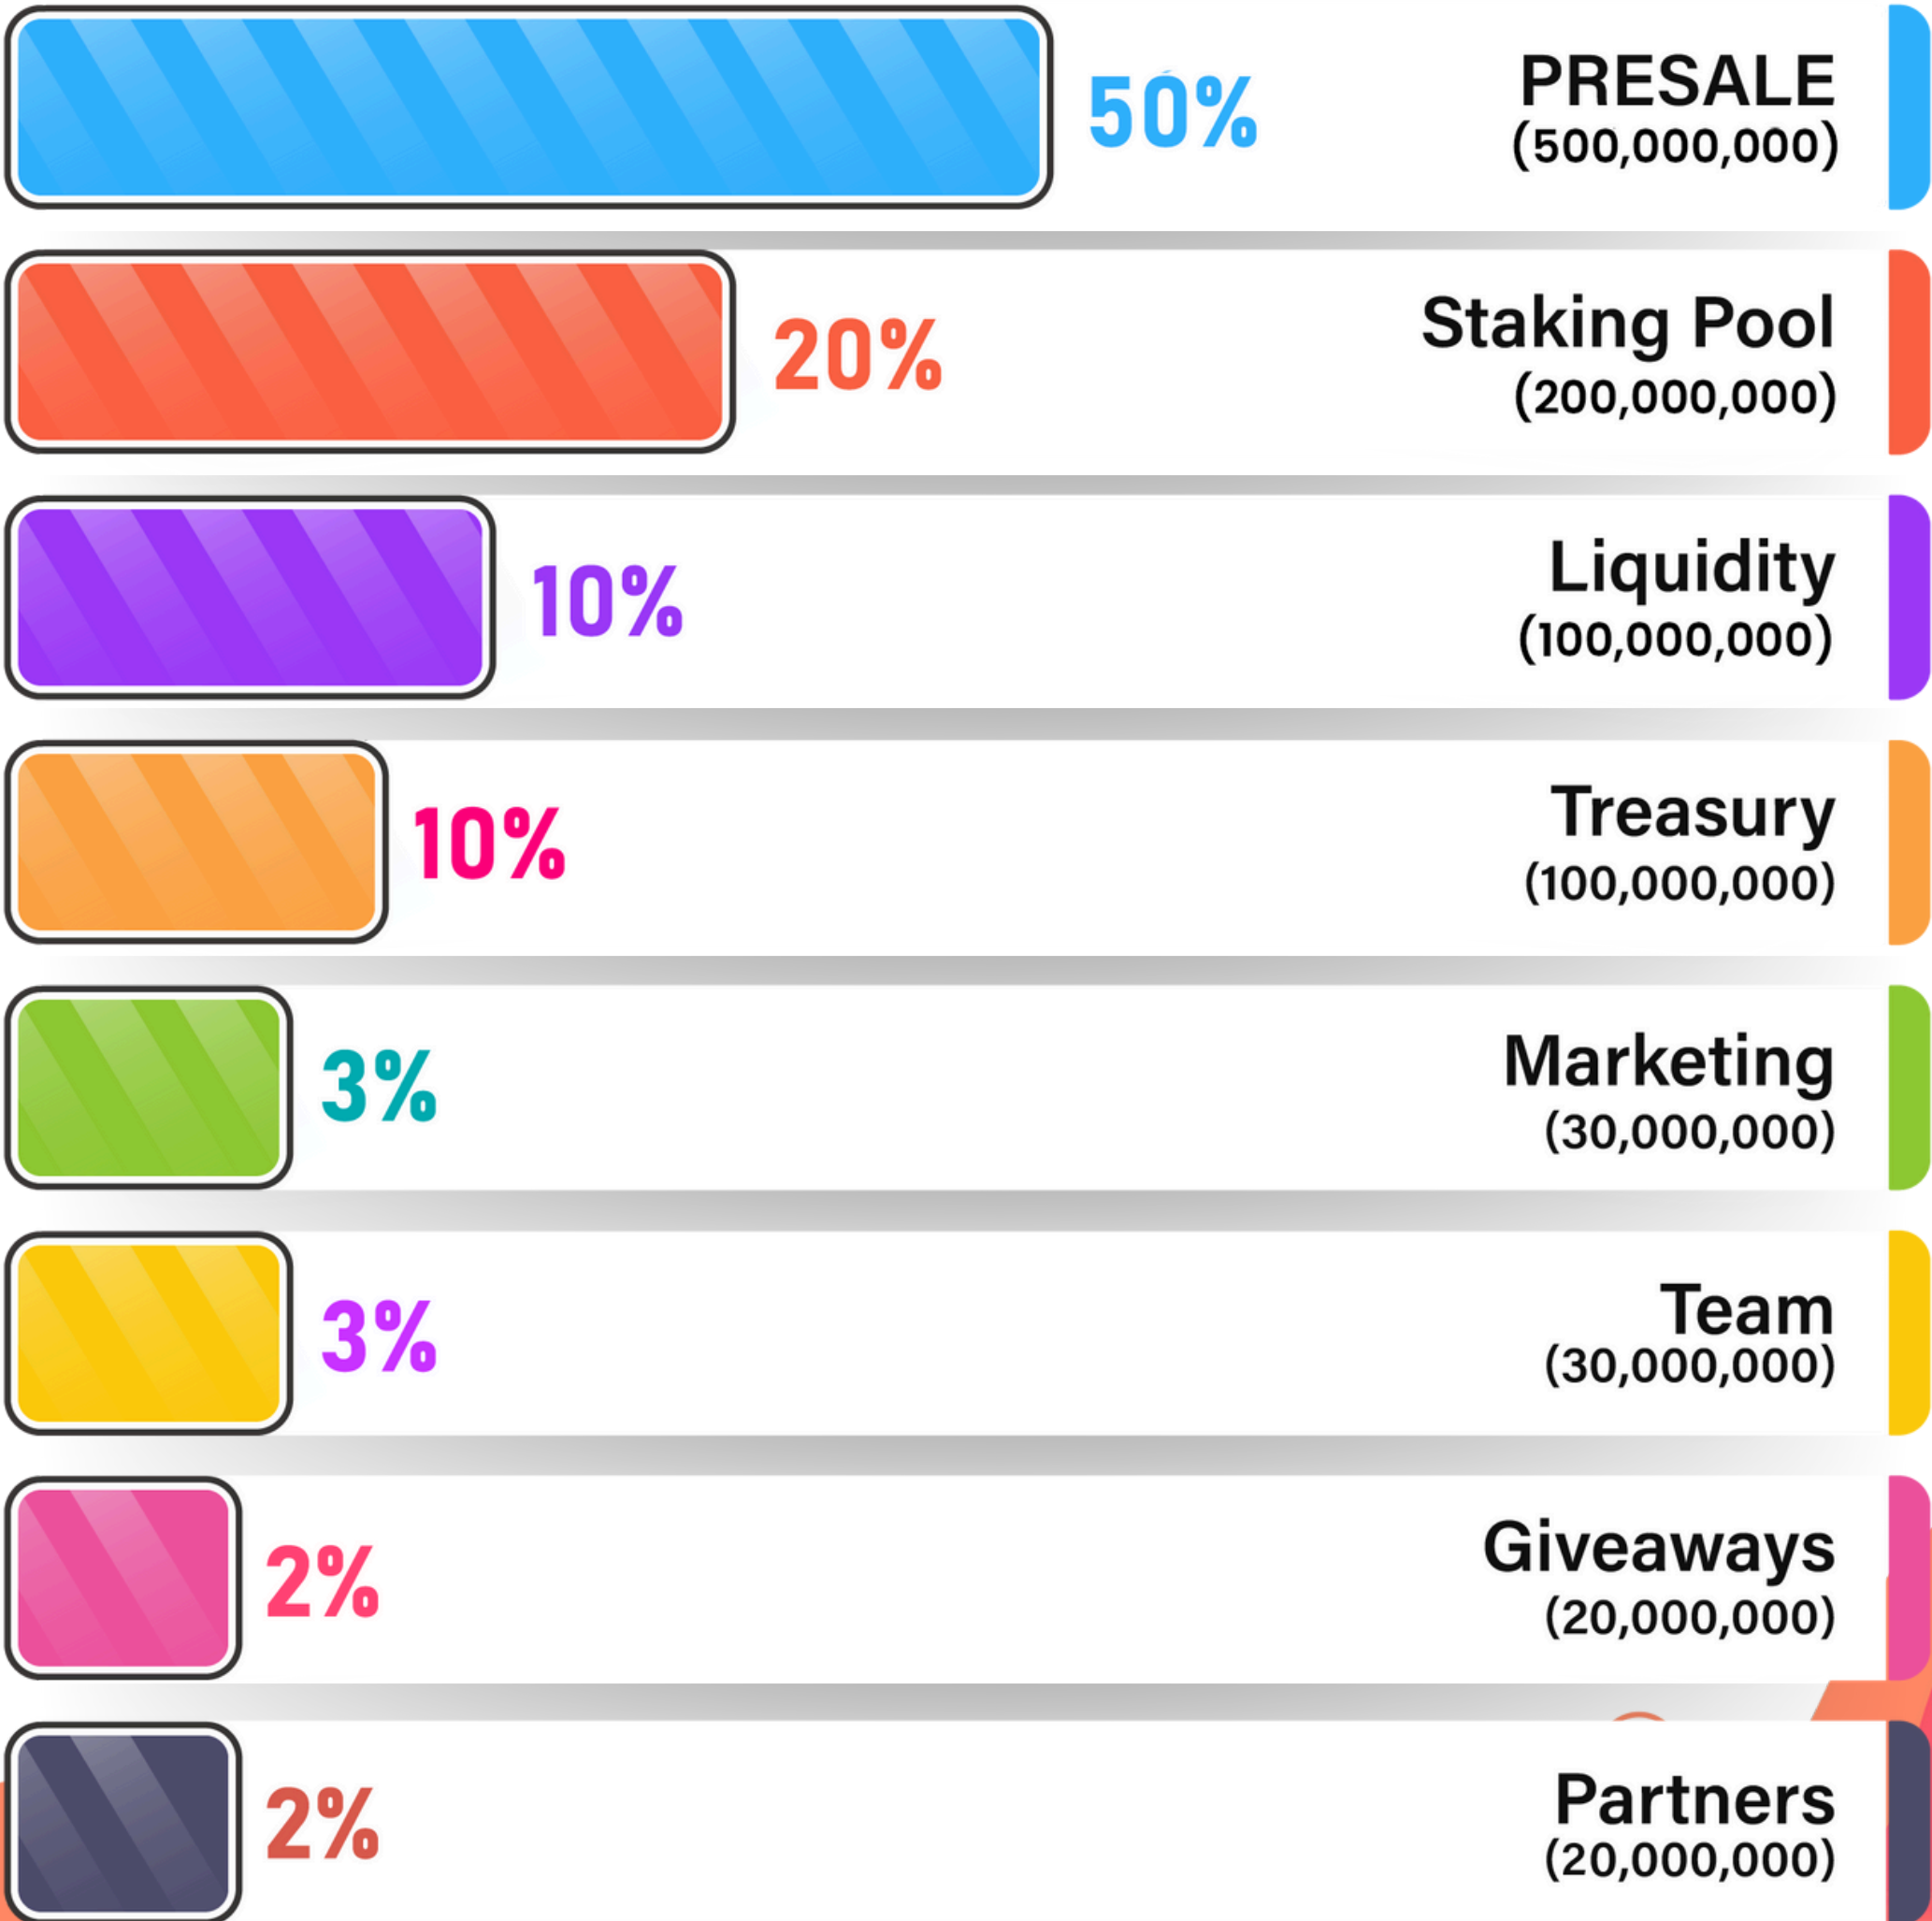 50%
PRESALE
(500,000,000)
20%
Staking Pool
(200,000,000)
10%
Liquidity
(100,000,000)
10%
Treasury
(100,000,000)
3%
Marketing
(30,000,000)
3%
Team
(30,000,000)
2%
Giveaways
(20,000,000)
2%
Partners
(20,000,000)